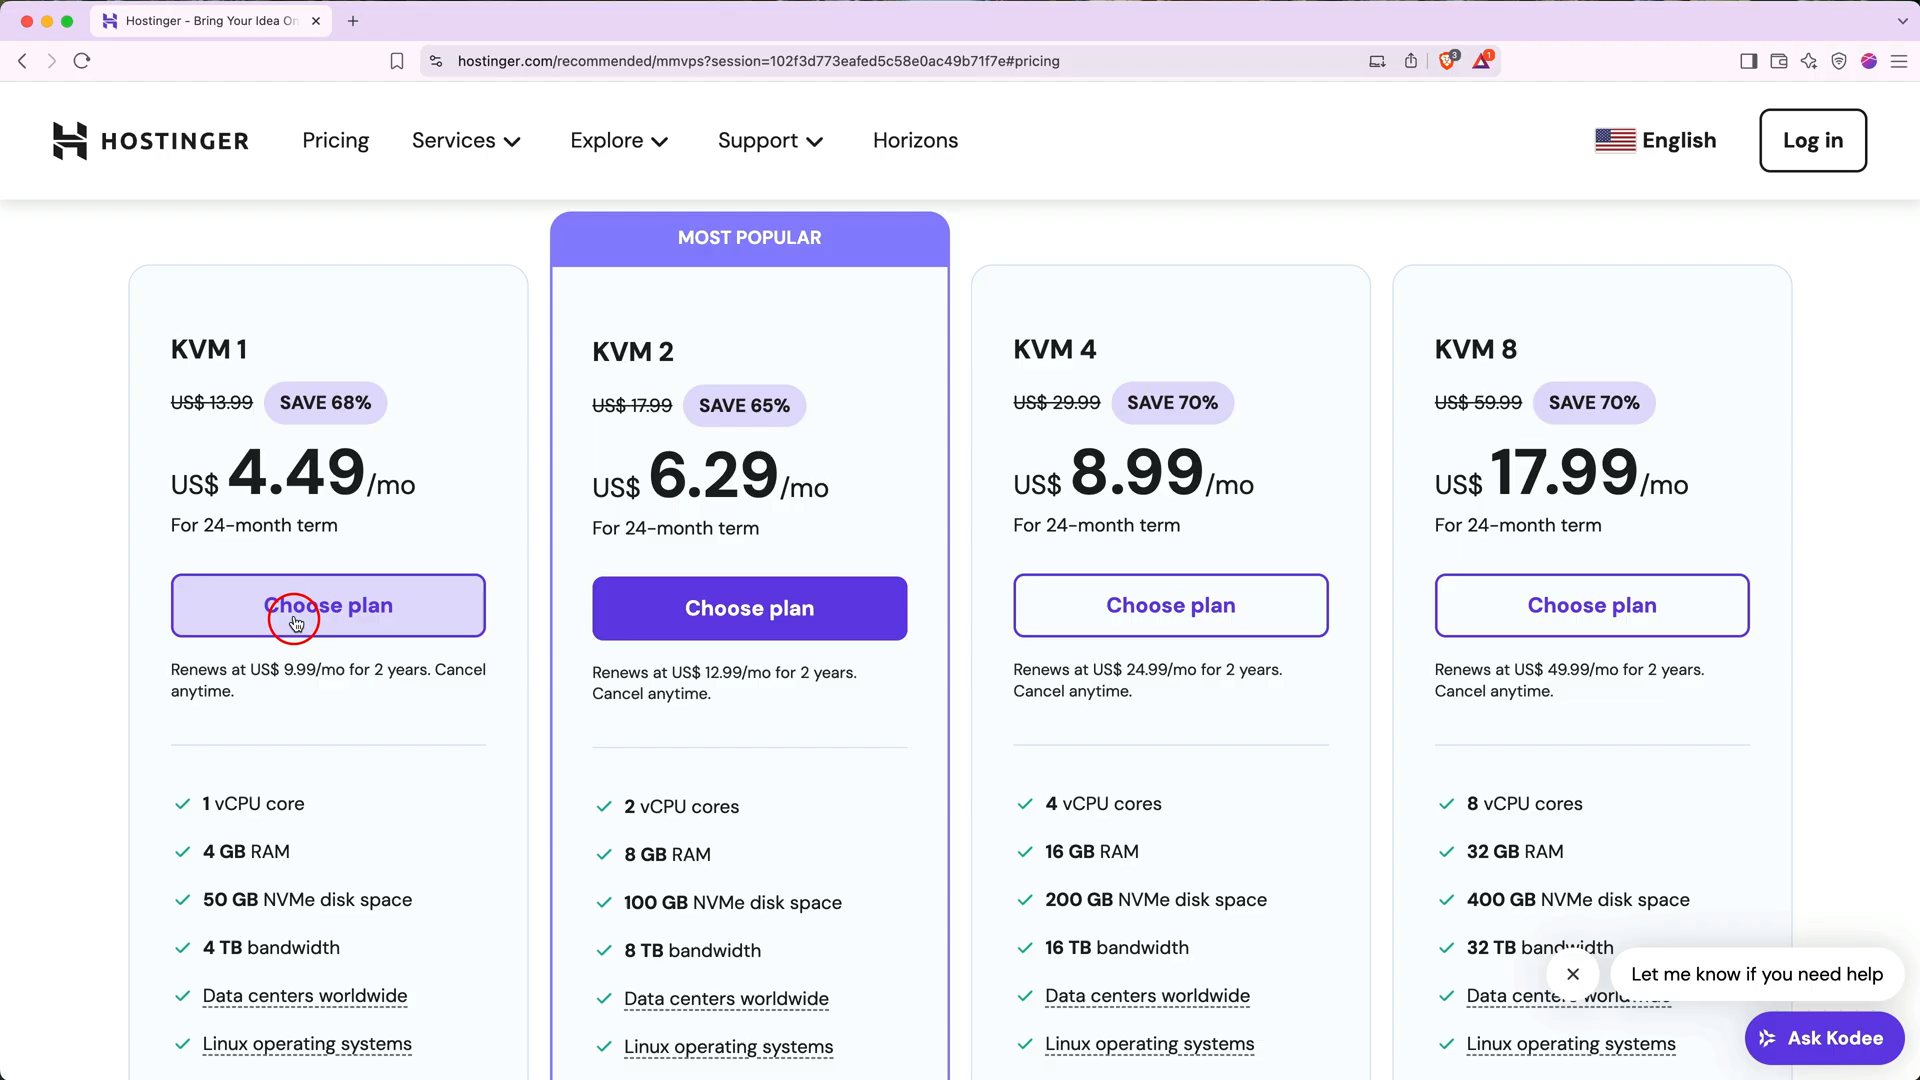 Hostinger - Bring Your Idea On
hostinger.com/recommended/mmvps?session=102f3d773eafed5c58e0ac49b71f7e#pricing
3
1
HOSTINGER
Pricing
Services
Explore
Support
Horizons
English
Log in
MOST POPULAR
KVM 1
US$ 13.99
SAVE 68%
US$ 4.49/mo
For 24-month term
Choose plan
Renews at US$ 9.99/mo for 2 years. Cancel
anytime.
1 vCPU core
4 GB RAM
50 GB NVMe disk space
4 TB bandwidth
Data centers worldwide
Linux operating systems
KVM 2
US$ 17.99
SAVE 65%
US$ 6.29/mo
For 24-month term
Choose plan
Renews at US$ 12.99/mo for 2 years.
Cancel anytime.
2 vCPU cores
8 GB RAM
100 GB NVMe disk space
8 TB bandwidth
Data centers worldwide
Linux operating systems
KVM 4
US$ 29.99
SAVE 70%
US$ 8.99/mo
For 24-month term
Choose plan
Renews at US$ 24.99/mo for 2 years.
Cancel anytime.
4 vCPU cores
16 GB RAM
200 GB NVMe disk space
16 TB bandwidth
Data centers worldwide
Linux operating systems
KVM 8
US$ 59.99
SAVE 70%
US$ 17.99/mo
For 24-month term
Choose plan
Renews at US$ 49.99/mo for 2 years.
Cancel anytime.
8 vCPU cores
32 GB RAM
400 GB NVMe disk space
32 TB bandwidth
Data centers worldwide
Linux operating systems
Let me know if you need help
Ask Kodee